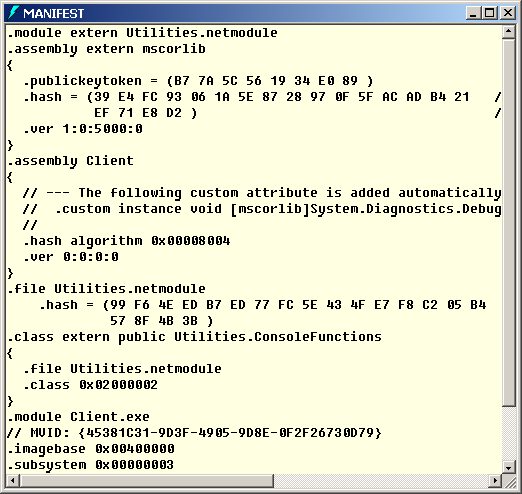 MANIFEST
.module extern Utilities.netmodule
.assembly extern mscorlib
{
  .publickeytoken = (B7 7A 5C 56 19 34 E0 89 )
  .hash = (39 E4 FC 93 06 1A 5E 87 28 97 0F 5F AC AD B4 21   /
           EF 71 E8 D2 )                                     /
  .ver 1:0:5000:0
}
.assembly Client
{
  // --- The following custom attribute is added automatically
  //  .custom instance void [mscorlib]System.Diagnostics.Debug
  //
  .hash algorithm 0x00008004
  .ver 0:0:0:0
}
.file Utilities.netmodule
    .hash = (99 F6 4E ED B7 ED 77 FC 5E 43 4F E7 F8 C2 05 B4
             57 8F 4B 3B )
.class extern public Utilities.ConsoleFunctions
{
  .file Utilities.netmodule
  .class 0x02000002
}
.module Client.exe
// MVID: {45381C31-9D3F-4905-9D8E-0F2F26730D79}
.imagebase 0x00400000
.subsystem 0x00000003